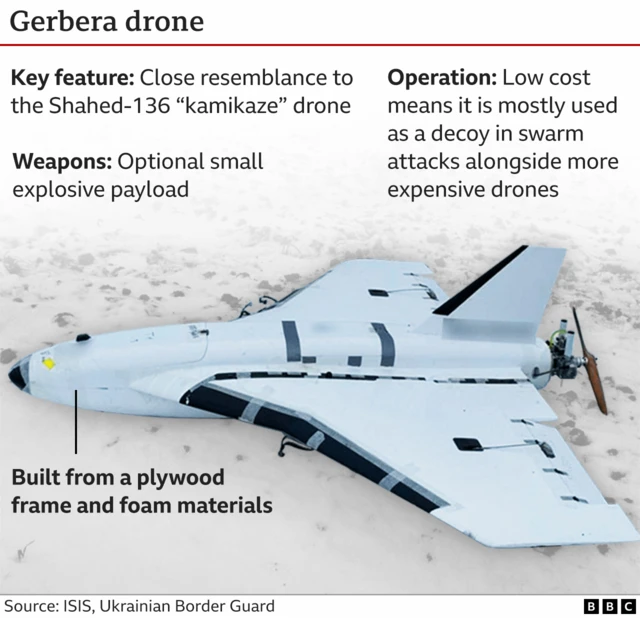 Gerbera drone
Key feature: Close resemblance to
the Shahed-136 “kamikaze” drone
Weapons: Optional small
explosive payload
Operation: Low cost
means it is mostly used
as a decoy in swarm
attacks alongside more
expensive drones
Built from a plywood
frame and foam materials
Source: ISIS, Ukrainian Border Guard
BBC